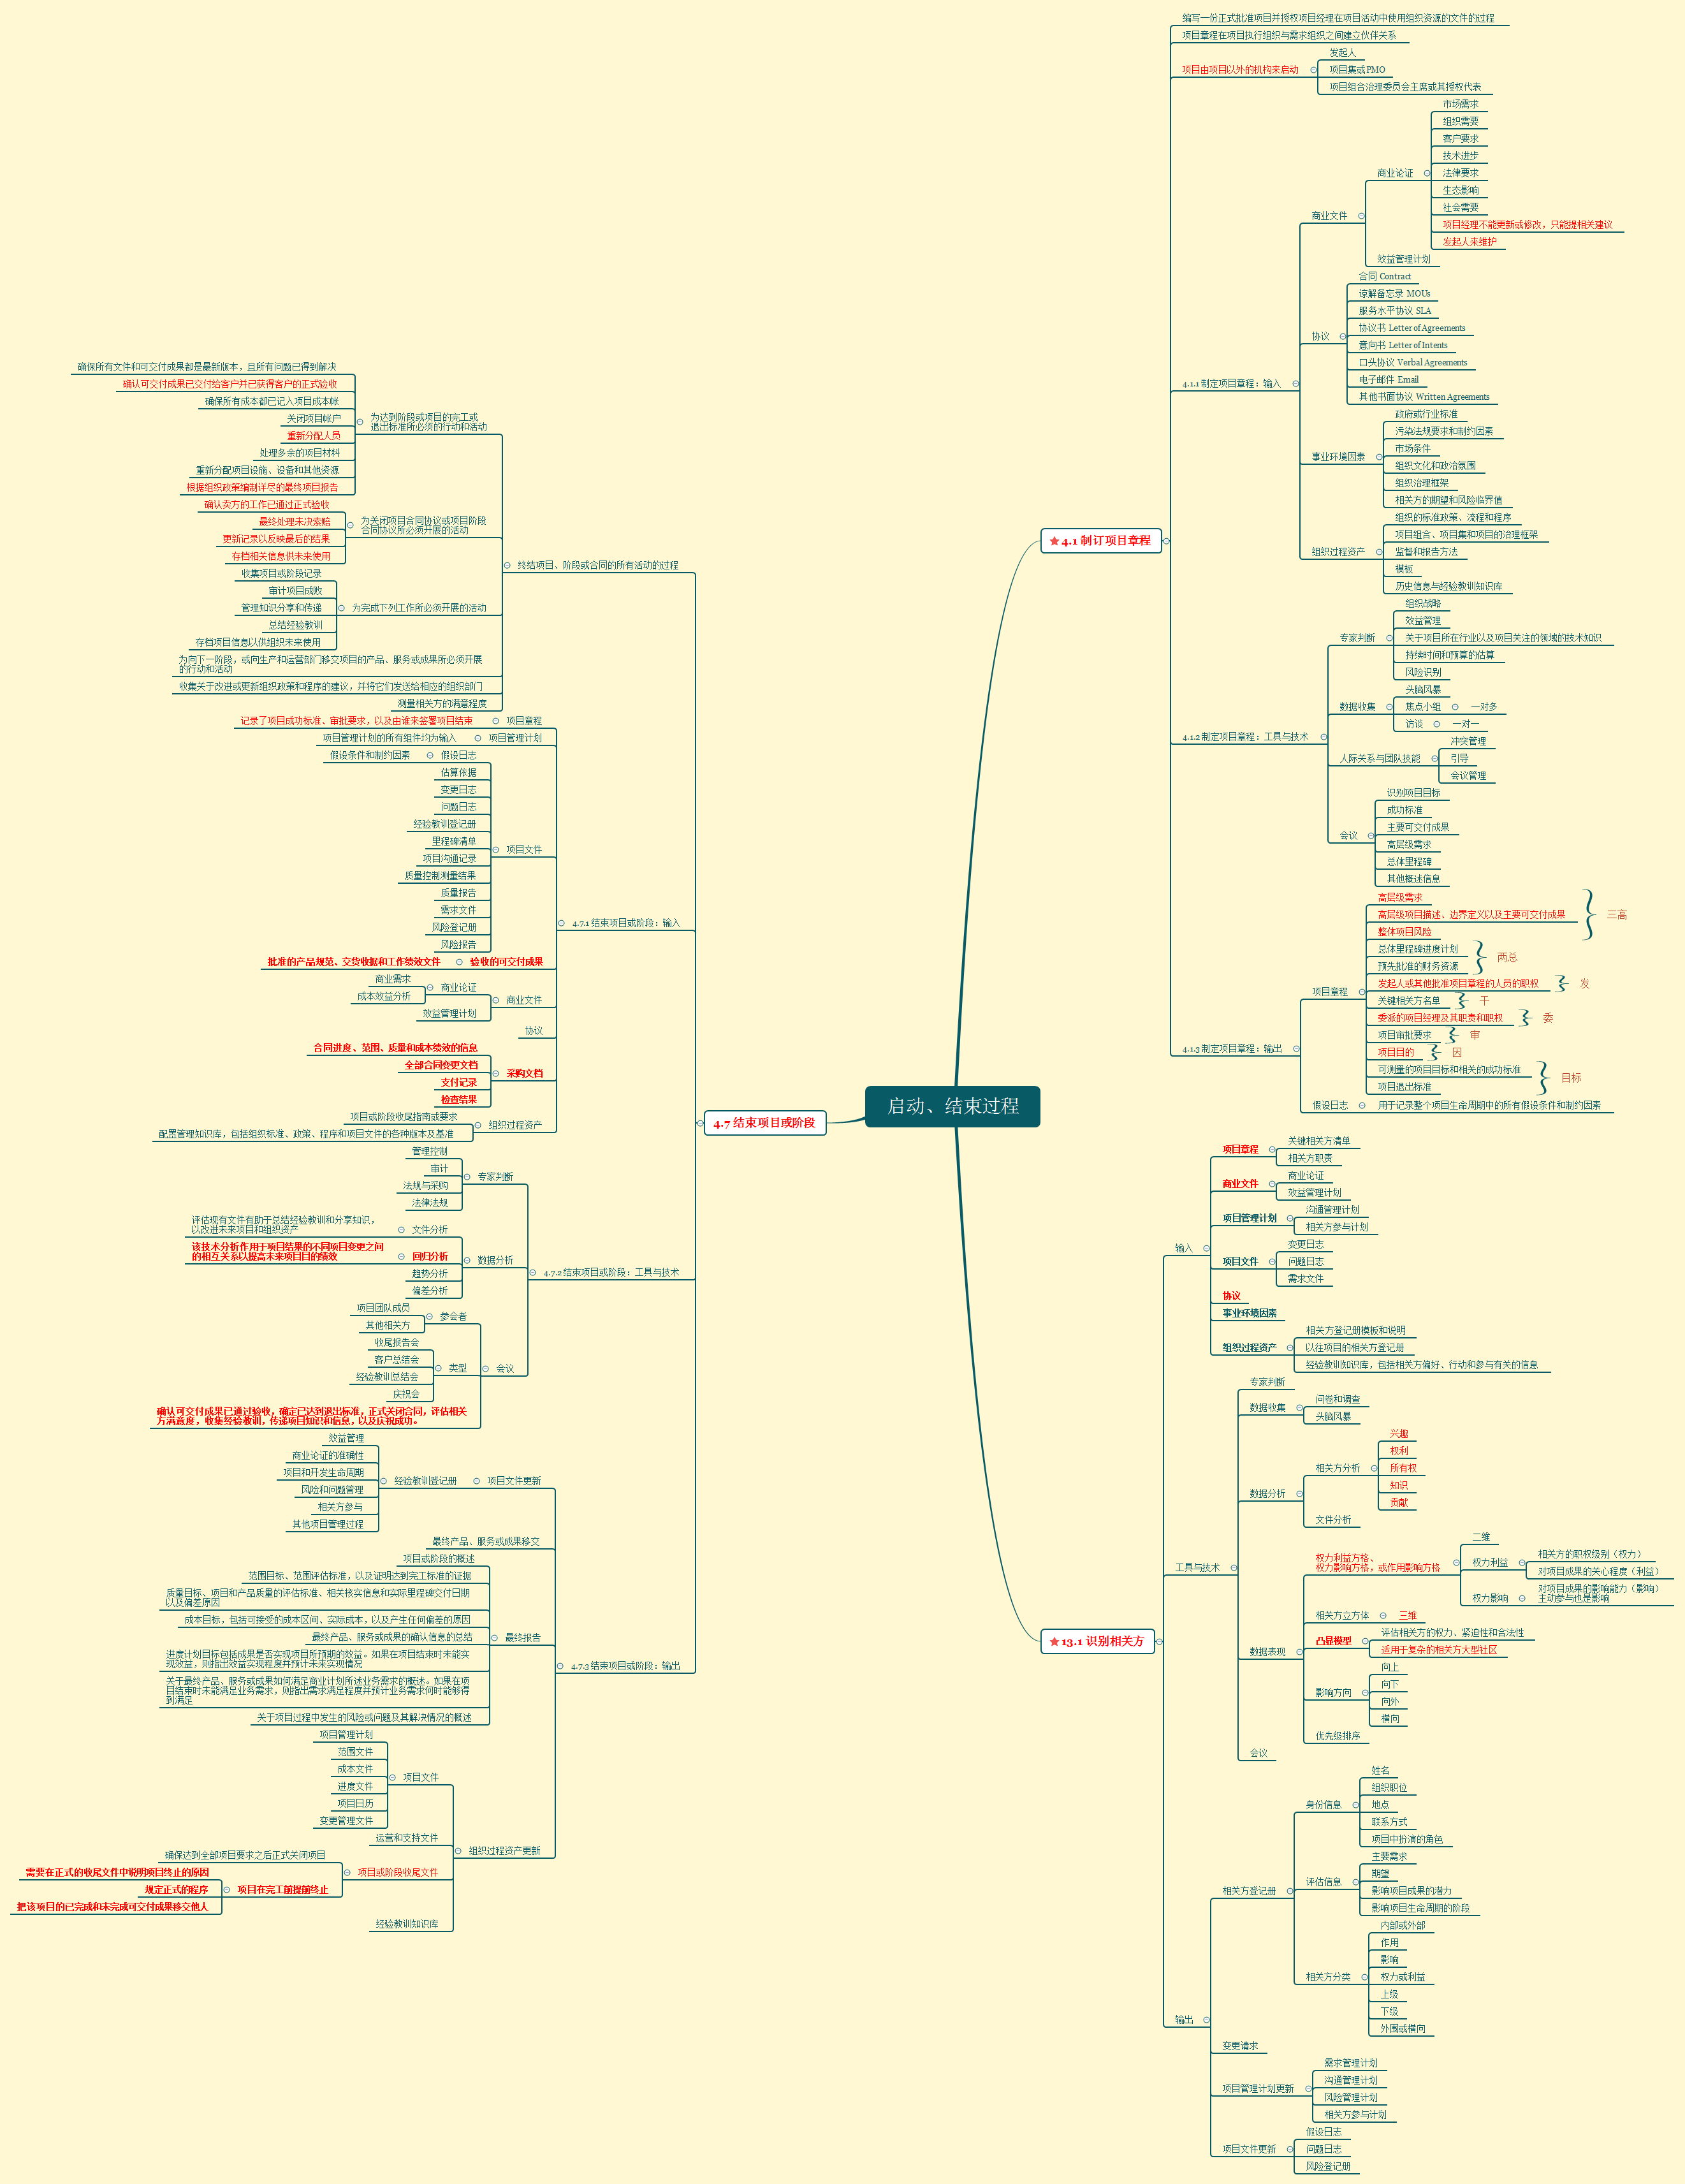 启动、结束过程
4.1 制订项目章程
编写一份正式批准项目并授权项目经理在项目活动中使用组织资源的文件的过程
项目章程在项目执行组织与需求组织之间建立伙伴关系
项目由项目以外的机构来启动
发起人
项目集或PMO
项目组合治理委员会主席或其授权代表
4.1.1 制定项目章程：输入
商业文件
商业论证
市场需求
组织需要
客户要求
技术进步
法律要求
生态影响
社会需要
项目经理不能更新或修改，只能提相关建议
发起人来维护
效益管理计划
协议
合同 Contract
谅解备忘录 MOUs
服务水平协议 SLA
协议书 Letter of Agreements
意向书 Letter of Intents
口头协议 Verbal Agreements
电子邮件 Email
其他书面协议 Written Agreements
事业环境因素
政府或行业标准
污染法规要求和制约因素
市场条件
组织文化和政治氛围
组织治理框架
相关方的期望和风险临界值
组织过程资产
组织的标准政策、流程和程序
项目组合、项目集和项目的治理框架
监督和报告方法
模板
历史信息与经验教训知识库
4.1.2 制定项目章程：工具与技术
专家判断
组织战略
效益管理
关于项目所在行业以及项目关注的领域的技术知识
持续时间和预算的估算
风险识别
数据收集
头脑风暴
焦点小组
一对多
访谈
一对一
人际关系与团队技能
冲突管理
引导
会议管理
会议
识别项目目标
成功标准
主要可交付成果
高层级需求
总体里程碑
其他概述信息
4.1.3 制定项目章程：输出
项目章程
高层级需求
高层级项目描述、边界定义以及主要可交付成果
整体项目风险
三高
总体里程碑进度计划
预先批准的财务资源
两总
发起人或其他批准项目章程的人员的职权
发
关键相关方名单
干
委派的项目经理及其职责和职权
委
项目审批要求
审
项目目的
因
可测量的项目目标和相关的成功标准
项目退出标准
目标
假设日志
用于记录整个项目生命周期中的所有假设条件和制约因素
13.1 识别相关方
输入
项目章程
关键相关方清单
相关方职责
商业文件
商业论证
效益管理计划
项目管理计划
沟通管理计划
相关方参与计划
项目文件
变更日志
问题日志
需求文件
协议
事业环境因素
组织过程资产
相关方登记册模板和说明
以往项目的相关方登记册
经验教训知识库，包括相关方偏好、行动和参与有关的信息
工具与技术
专家判断
数据收集
问卷和调查
头脑风暴
数据分析
相关方分析
兴趣
权利
所有权
知识
贡献
文件分析
数据表现
权力利益方格、
权力影响方格，或作用影响方格
二维
权力利益
相关方的职权级别（权力）
对项目成果的关心程度（利益）
权力影响
对项目成果的影响能力（影响）
主动参与也是影响
相关方立方体
三维
凸显模型
评估相关方的权力、紧迫性和合法性
适用于复杂的相关方大型社区
影响方向
向上
向下
向外
横向
优先级排序
会议
输出
相关方登记册
身份信息
姓名
组织职位
地点
联系方式
项目中扮演的角色
评估信息
主要需求
期望
影响项目成果的潜力
影响项目生命周期的阶段
相关方分类
内部或外部
作用
影响
权力或利益
上级
下级
外围或横向
变更请求
项目管理计划更新
需求管理计划
沟通管理计划
风险管理计划
相关方参与计划
项目文件更新
假设日志
问题日志
风险登记册
4.7 结束项目或阶段
终结项目、阶段或合同的所有活动的过程
为达到阶段或项目的完工或
退出标准所必须的行动和活动
确保所有文件和可交付成果都是最新版本，且所有问题已得到解决
确认可交付成果已交付给客户并已获得客户的正式验收
确保所有成本都已记入项目成本帐
关闭项目帐户
重新分配人员
处理多余的项目材料
重新分配项目设施、设备和其他资源
根据组织政策编制详尽的最终项目报告
为关闭项目合同协议或项目阶段
合同协议所必须开展的活动
确认卖方的工作已通过正式验收
最终处理未决索赔
更新记录以反映最后的结果
存档相关信息供未来使用
为完成下列工作所必须开展的活动
收集项目或阶段记录
审计项目成败
管理知识分享和传递
总结经验教训
存档项目信息以供组织未来使用
为向下一阶段，或向生产和运营部门移交项目的产品、服务或成果所必须开展
的行动和活动
收集关于改进或更新组织政策和程序的建议，并将它们发送给相应的组织部门
测量相关方的满意程度
4.7.1 结束项目或阶段：输入
项目章程
记录了项目成功标准、审批要求，以及由谁来签署项目结束
项目管理计划
项目管理计划的所有组件均为输入
项目文件
假设日志
假设条件和制约因素
估算依据
变更日志
问题日志
经验教训登记册
里程碑清单
项目沟通记录
质量控制测量结果
质量报告
需求文件
风险登记册
风险报告
验收的可交付成果
批准的产品规范、交货收据和工作绩效文件
商业文件
商业论证
商业需求
成本效益分析
效益管理计划
协议
采购文档
合同进度、范围、质量和成本绩效的信息
全部合同变更文档
支付记录
检查结果
组织过程资产
项目或阶段收尾指南或要求
配置管理知识库，包括组织标准、政策、程序和项目文件的各种版本及基准
4.7.2 结束项目或阶段：工具与技术
专家判断
管理控制
审计
法规与采购
法律法规
数据分析
文件分析
评估现有文件有助于总结经验教训和分享知识，
以改进未来项目和组织资产
回归分析
该技术分析作用于项目结果的不同项目变更之间
的相互关系以提高未来项目目的绩效
趋势分析
偏差分析
会议
参会者
项目团队成员
其他相关方
类型
收尾报告会
客户总结会
经验教训总结会
庆祝会
确认可交付成果已通过验收，确定已达到退出标准，正式关闭合同，评估相关
方满意度，收集经验教训，传递项目知识和信息，以及庆祝成功。
4.7.3 结束项目或阶段：输出
项目文件更新
经验教训登记册
效益管理
商业论证的准确性
项目和开发生命周期
风险和问题管理
相关方参与
其他项目管理过程
最终产品、服务或成果移交
最终报告
项目或阶段的概述
范围目标、范围评估标准，以及证明达到完工标准的证据
质量目标、项目和产品质量的评估标准、相关核实信息和实际里程碑交付日期
以及偏差原因
成本目标，包括可接受的成本区间、实际成本，以及产生任何偏差的原因
最终产品、服务或成果的确认信息的总结
进度计划目标包括成果是否实现项目所预期的效益。如果在项目结束时未能实
现效益，则指出效益实现程度并预计未来实现情况
关于最终产品、服务或成果如何满足商业计划所述业务需求的概述。如果在项
目结束时未能满足业务需求，则指出需求满足程度并预计业务需求何时能够得
到满足
关于项目过程中发生的风险或问题及其解决情况的概述
组织过程资产更新
项目文件
项目管理计划
范围文件
成本文件
进度文件
项目日历
变更管理文件
运营和支持文件
项目或阶段收尾文件
确保达到全部项目要求之后正式关闭项目
项目在完工前提前终止
需要在正式的收尾文件中说明项目终止的原因
规定正式的程序
把该项目的已完成和未完成可交付成果移交他人
经验教训知识库